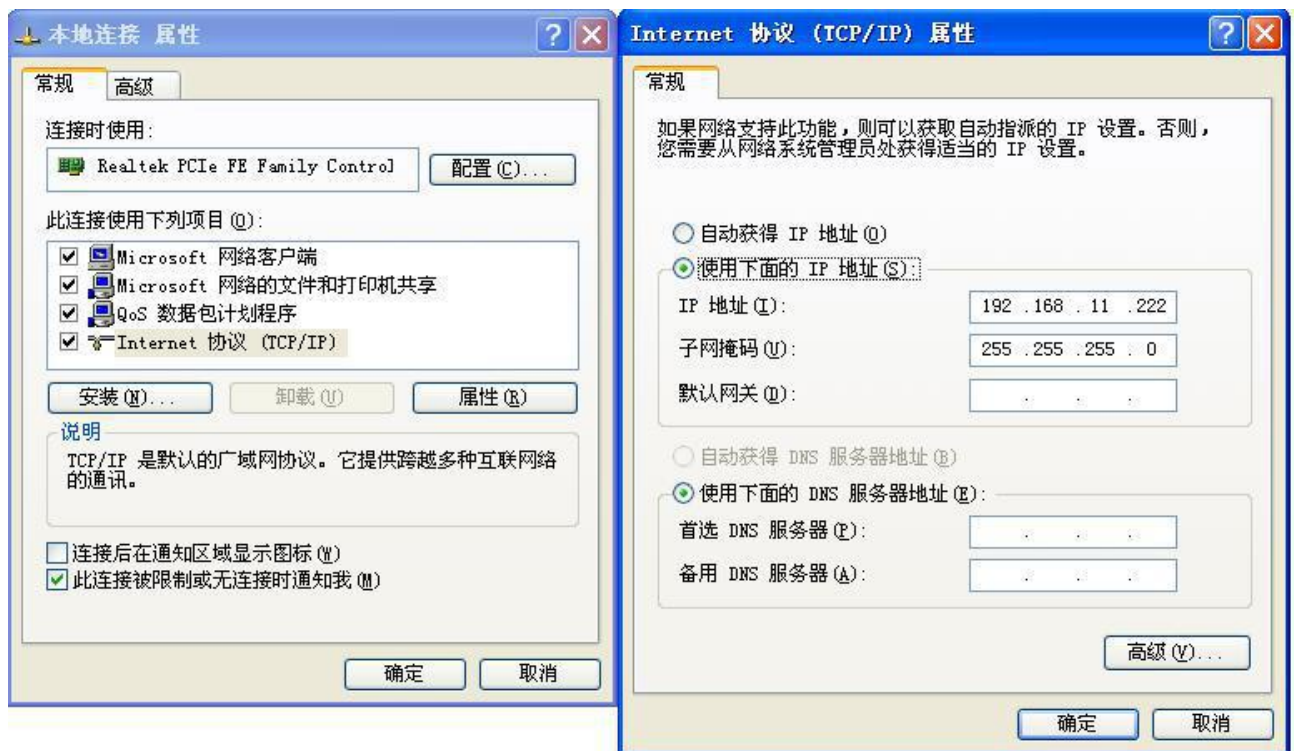 本地连接 属性
常规
高级
连接时使用:
Realtek PCIe FE Family Control
配置(C)...
此连接使用下列项目(O):
Microsoft 网络客户端
Microsoft 网络的文件和打印机共享
QoS 数据包计划程序
Internet 协议 (TCP/IP)
安装(N)...
卸载(U)
属性(R)
说明
TCP/IP 是默认的广域网协议。它提供跨越多种互联网络
的通讯。
连接后在通知区域显示图标(W)
此连接被限制或无连接时通知我(M)
确定
取消
Internet 协议 (TCP/IP) 属性
常规
如果网络支持此功能,则可以获取自动指派的 IP 设置。否则,
您需要从网络系统管理员处获得适当的 IP 设置。
自动获得 IP 地址(O)
使用下面的 IP 地址(S):
IP 地址(I):
192 .168 . 11 .222
子网掩码(U):
255 .255 .255 . 0
默认网关(D):
. . .
自动获得 DNS 服务器地址(B)
使用下面的 DNS 服务器地址(E):
首选 DNS 服务器(P):
. . .
备用 DNS 服务器(A):
. . .
高级(V)...
确定
取消